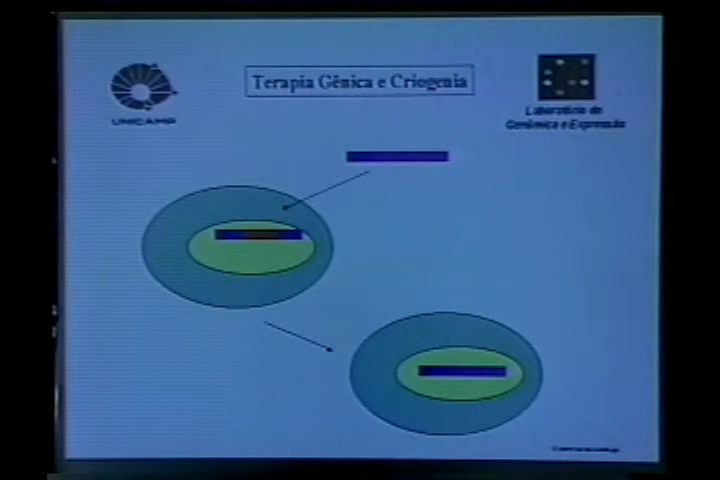 Terapia Gênica e Criogenia
UNICAMP
Laboratório de
Genômica e Expressão